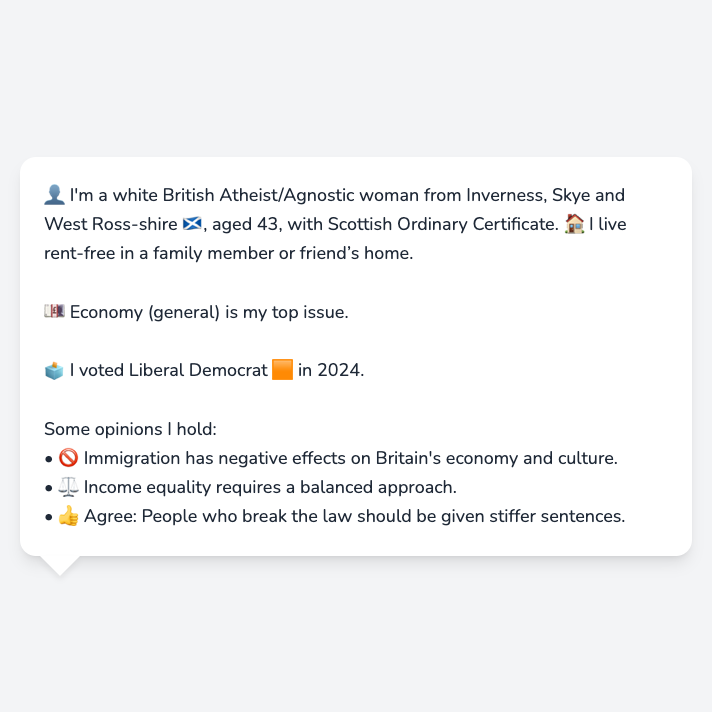 👤 I'm a white British Atheist/Agnostic woman from Inverness, Skye and
West Ross-shire 🏴󠁧󠁢󠁳󠁣󠁴󠁿, aged 43, with Scottish Ordinary Certificate. 🏠 I live
rent-free in a family member or friend’s home.
💷 Economy (general) is my top issue.
🗳️ I voted Liberal Democrat 🟧 in 2024.
Some opinions I hold:
• 🚫 Immigration has negative effects on Britain's economy and culture.
• ⚖️ Income equality requires a balanced approach.
• 👍 Agree: People who break the law should be given stiffer sentences.